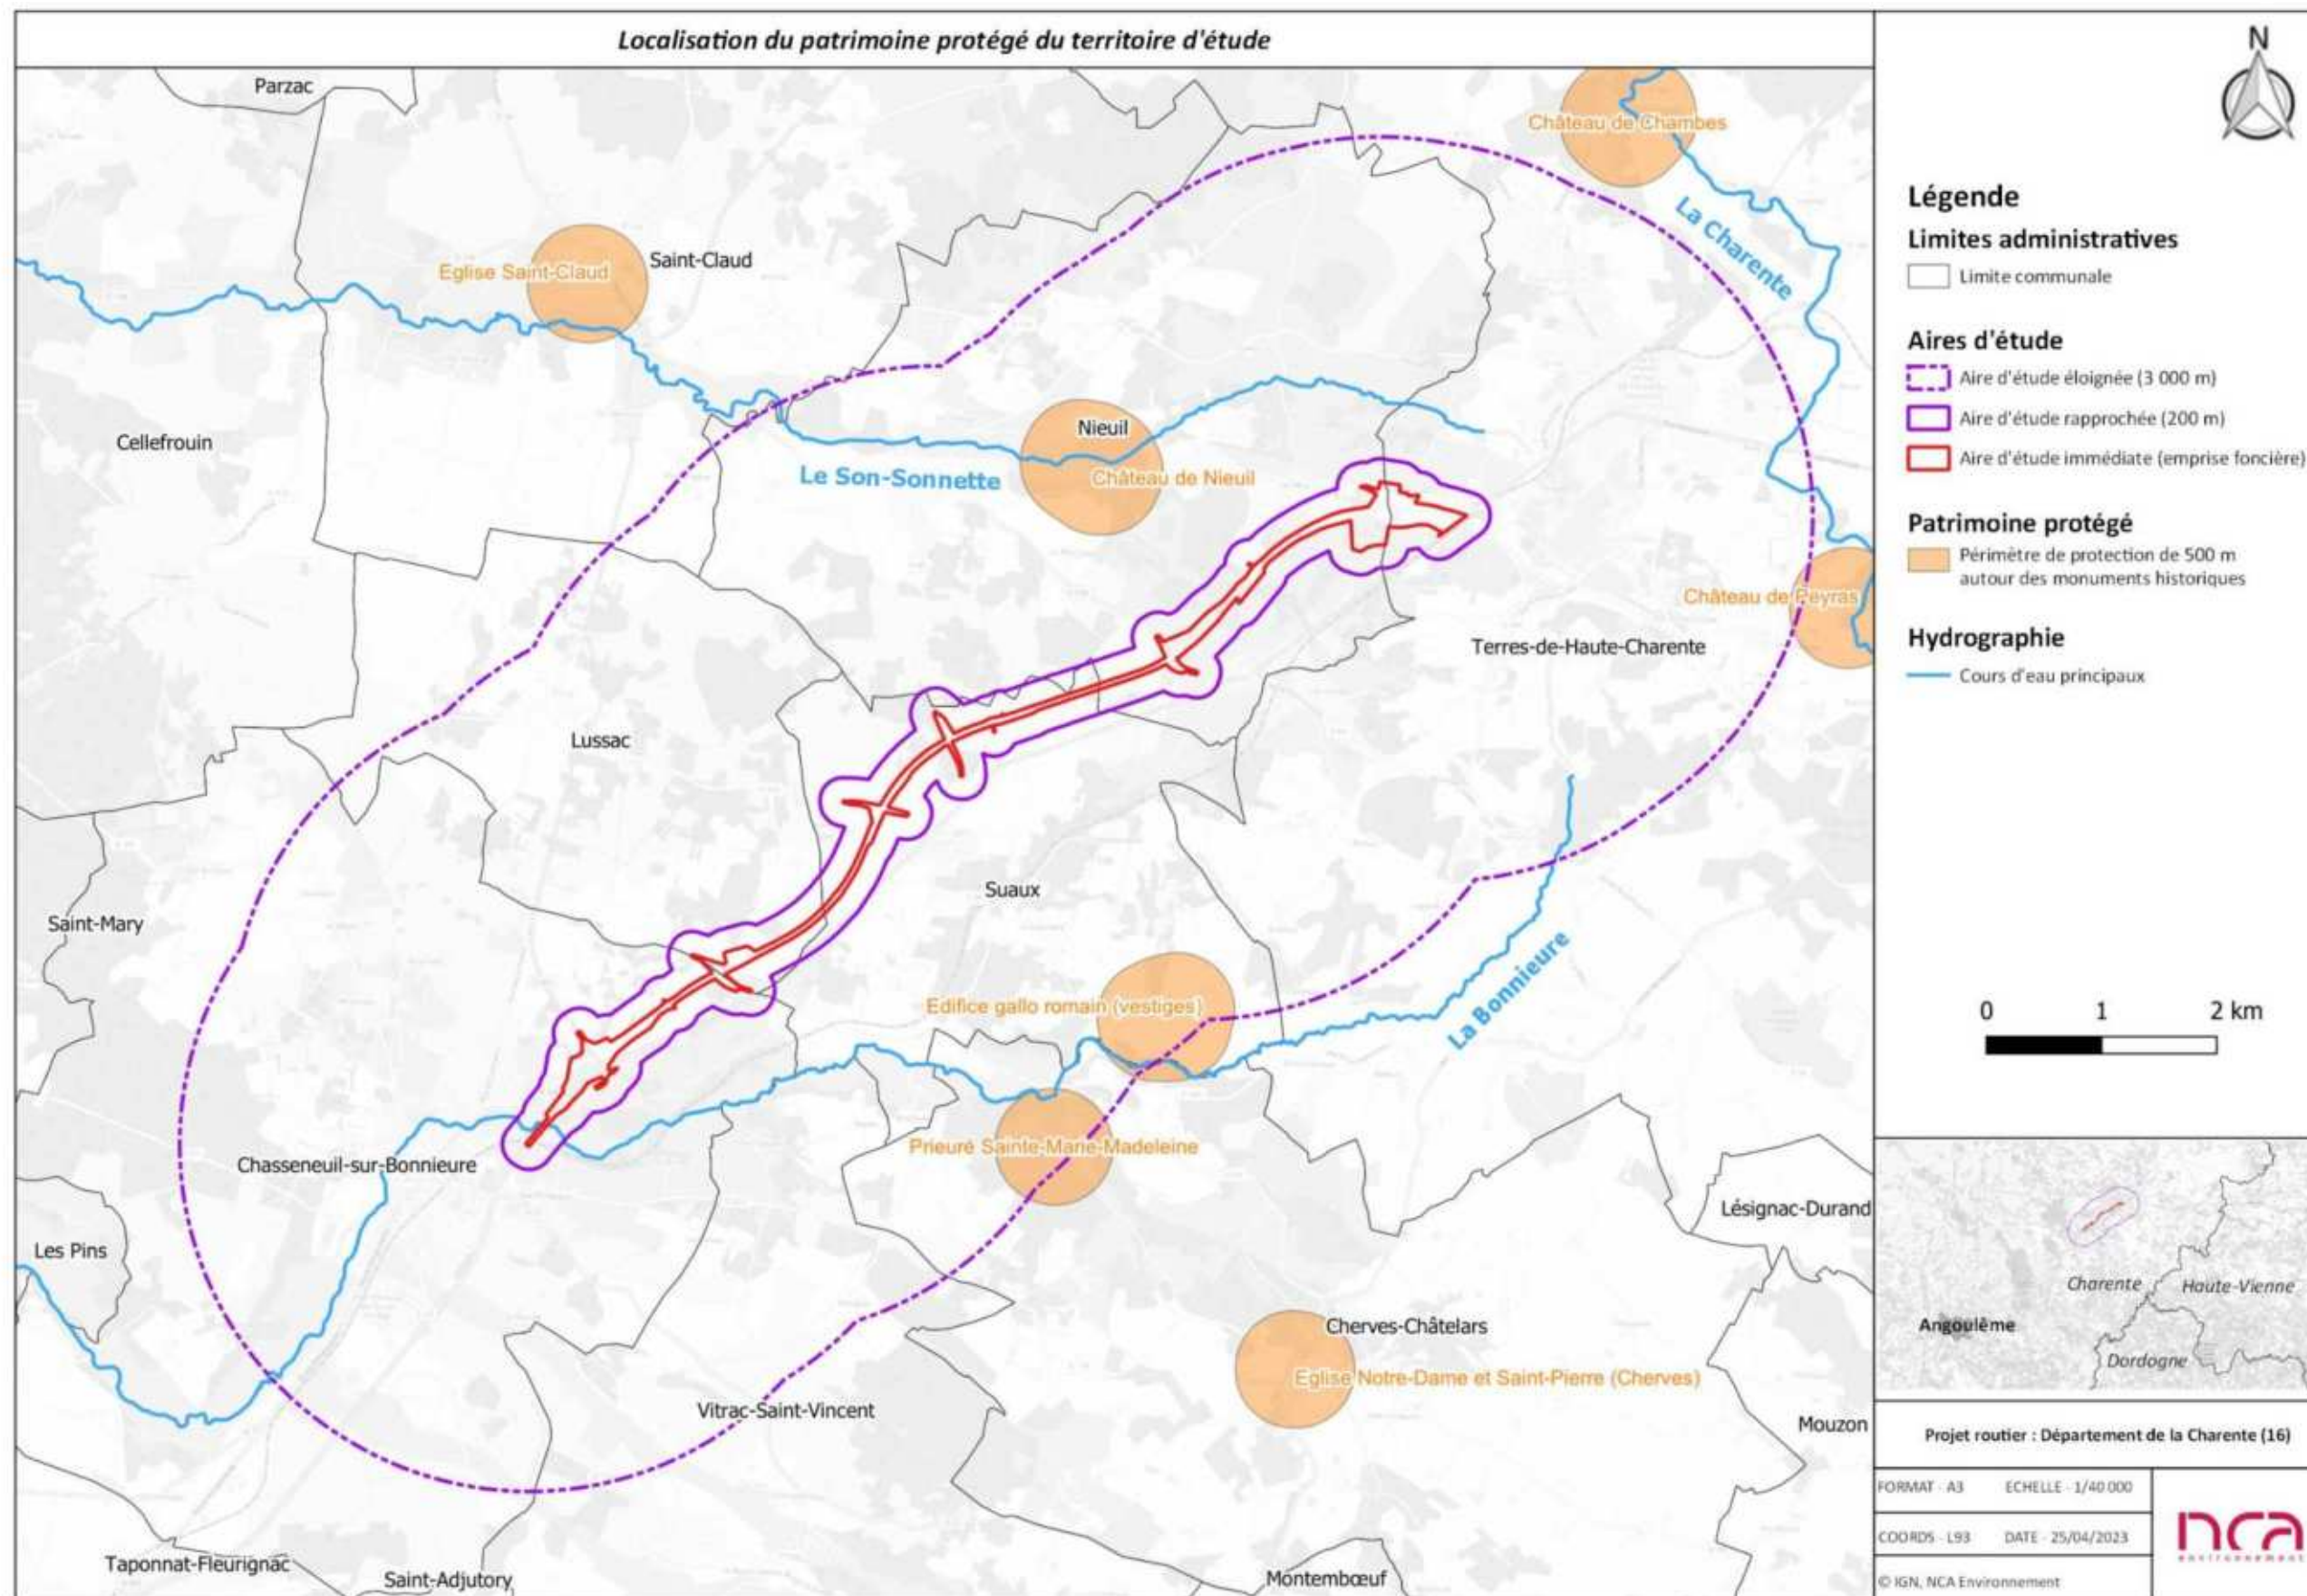 Localisation du patrimoine protégé du territoire d'étude
N
Parzac
Château de Chambes
La Charente
Eglise Saint-Claud
Saint-Claud
Cellefrouin
Nieuil
Le Son-Sonnette
Château de Nieuil
Château de Peyras
Terres-de-Haute-Charente
Lussac
Suaux
Saint-Mary
Edifice gallo romain (vestiges)
La Bonnieure
Prieuré Sainte-Marie-Madeleine
Chasseneuil-sur-Bonnieure
Lésignac-Durand
Les Pins
Cherves-Châtelars
Eglise Notre-Dame et Saint-Pierre (Cherves)
Vitrac-Saint-Vincent
Mouzon
Taponnat-Fleurignac
Saint-Adjutory
Montembœuf
Légende
Limites administratives
Limite communale
Aires d'étude
Aire d'étude éloignée (3 000 m)
Aire d'étude rapprochée (200 m)
Aire d'étude immédiate (emprise foncière)
Patrimoine protégé
Périmètre de protection de 500 m
autour des monuments historiques
Hydrographie
Cours d'eau principaux
0 1 2 km
Charente
Haute-Vienne
Angoulême
Dordogne
Projet routier : Département de la Charente (16)
FORMAT - A3 ECHELLE - 1/40 000
COORDS - L93 DATE - 25/04/2023
© IGN, NCA Environnement
nca
environnement